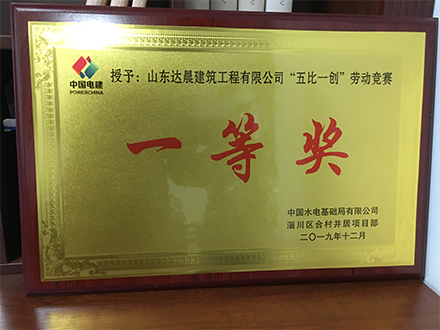 中国电建
POWERCHINA
授予：山东达晨建筑工程有限公司“五比一创”劳动竞赛
一等奖
中国水电基础局有限公司
淄川区合村并居项目部
二〇一九年十二月